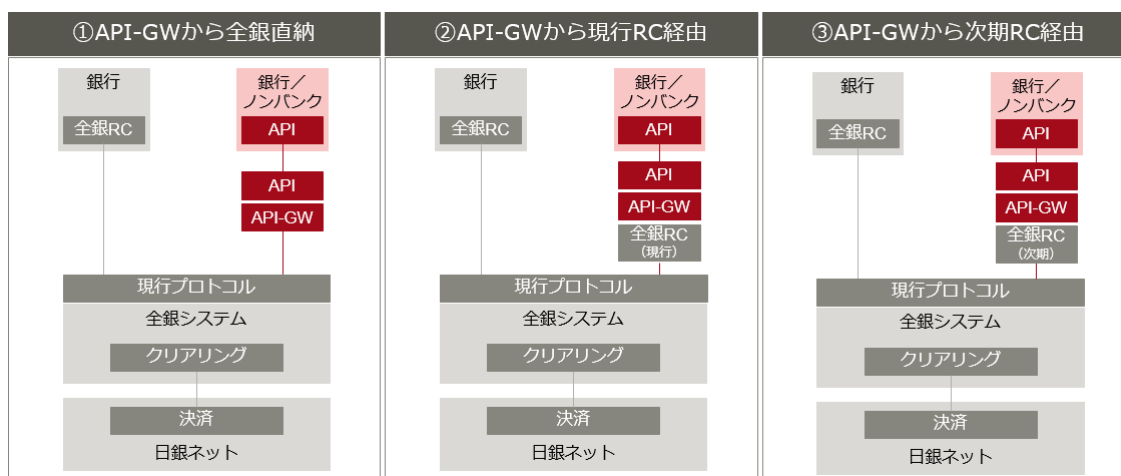 ①API-GWから全銀直納
銀行
全銀RC
銀行／
ノンバンク
API
API
API-GW
現行プロトコル
全銀システム
クリアリング
決済
日銀ネット
②API-GWから現行RC経由
銀行
全銀RC
銀行／
ノンバンク
API
API
API-GW
全銀RC
(現行)
現行プロトコル
全銀システム
クリアリング
決済
日銀ネット
③API-GWから次期RC経由
銀行
全銀RC
銀行／
ノンバンク
API
API
API-GW
全銀RC
(次期)
現行プロトコル
全銀システム
クリアリング
決済
日銀ネット